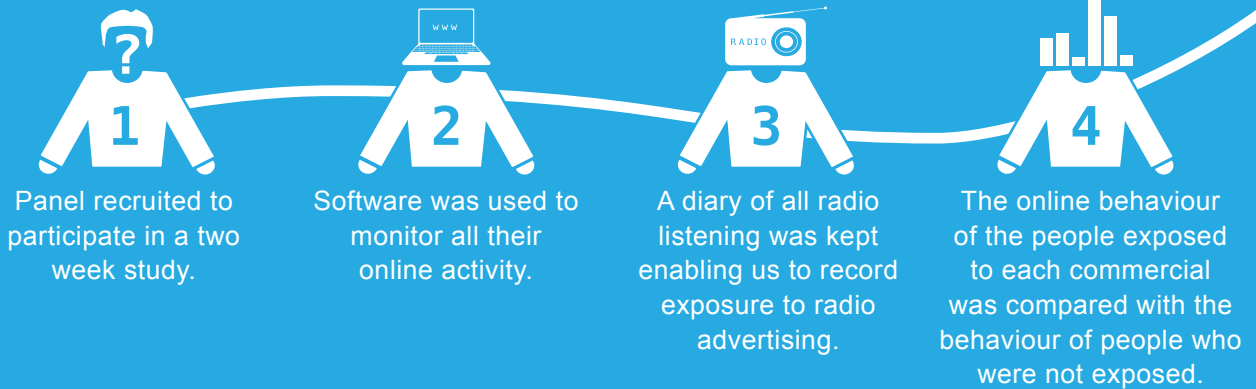 ?
1
Panel recruited to
participate in a two
week study.
www
2
Software was used to
monitor all their
online activity.
RADIO
3
A diary of all radio
listening was kept
enabling us to record
exposure to radio
advertising.
4
The online behaviour
of the people exposed
to each commercial
was compared with the
behaviour of people who
were not exposed.